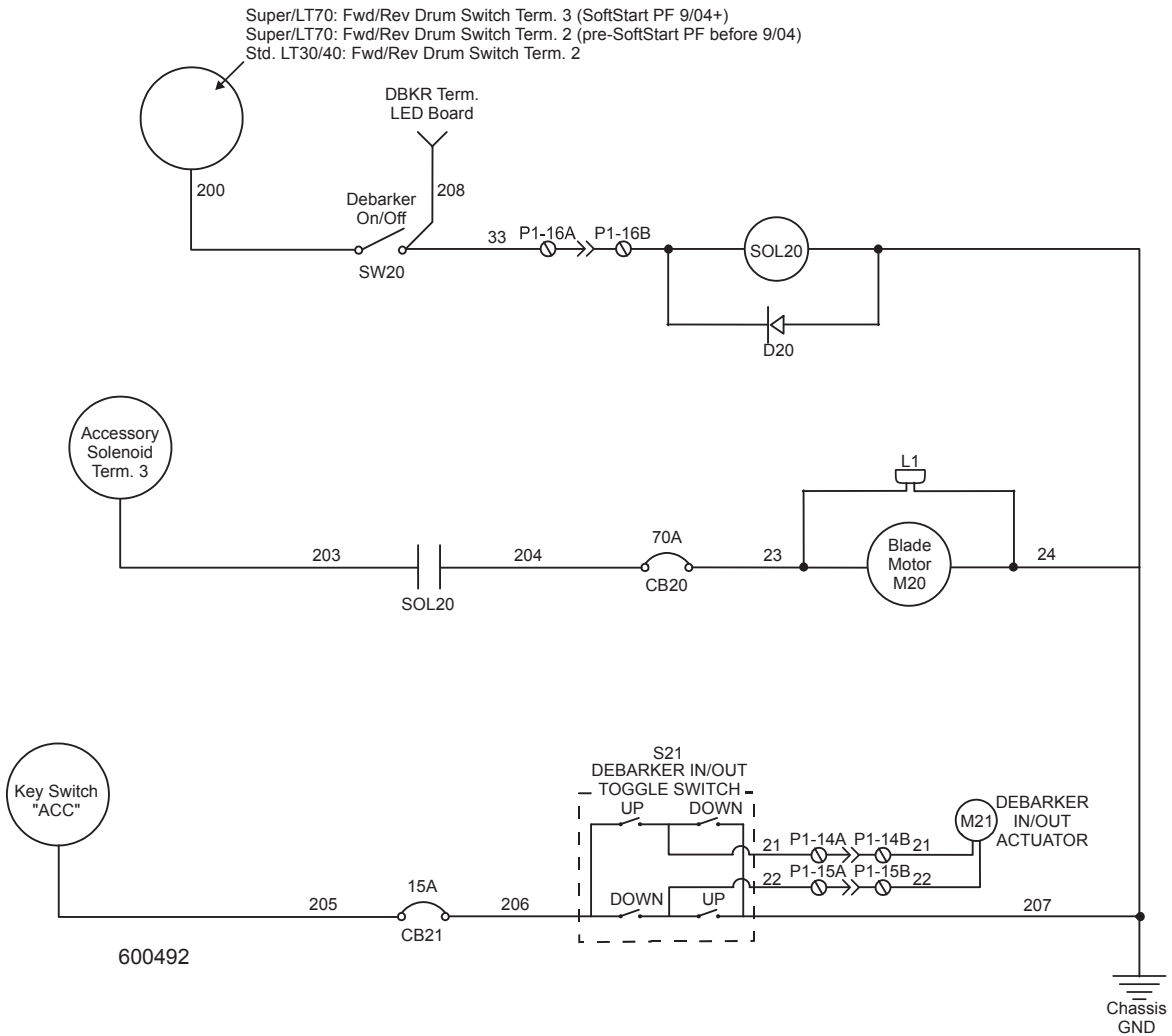 Super/LT70: Fwd/Rev Drum Switch Term. 3 (SoftStart PF 9/04+)
Super/LT70: Fwd/Rev Drum Switch Term. 2 (pre-SoftStart PF before 9/04)
Std. LT30/40: Fwd/Rev Drum Switch Term. 2
DBKR Term.
LED Board
200
208
Debarker
On/Off
33
P1-16A
P1-16B
SOL20
SW20
D20
Accessory
Solenoid
Term. 3
L1
203
204
70A
23
Blade
Motor
M20
24
SOL20
CB20
S21
DEBARKER IN/OUT
TOGGLE SWITCH
Key Switch
"ACC"
UP
DOWN
M21
DEBARKER
IN/OUT
ACTUATOR
21
P1-14A
P1-14B
21
22
P1-15A
P1-15B
22
15A
DOWN
UP
205
206
207
CB21
600492
Chassis
GND